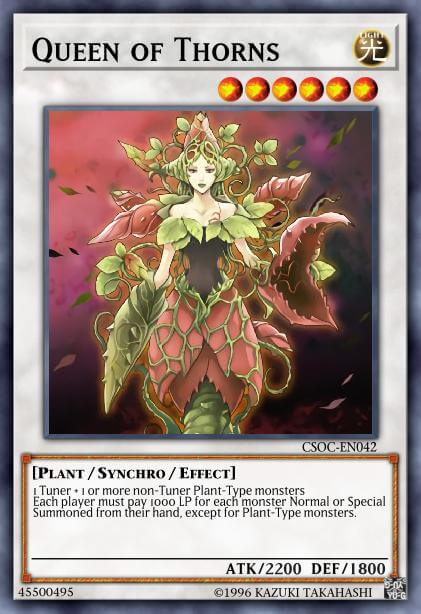 Queen of Thorns
LIGHT
光
CSOC-EN042
[Plant / Synchro / Effect]
1 Tuner + 1 or more non-Tuner Plant-Type monsters
Each player must pay 1000 LP for each monster Normal or Special
Summoned from their hand, except for Plant-Type monsters.
ATK/2200 DEF/1800
45500495 ©1996 KAZUKI TAKAHASHI